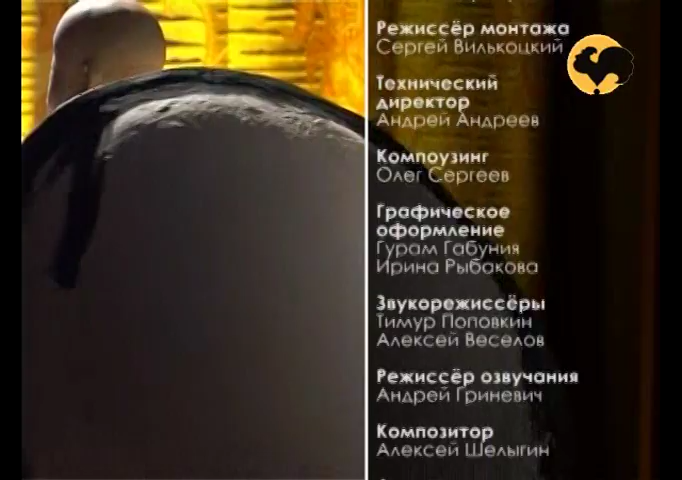 Режиссёр монтажа
Сергей Вилькоцкий
Технический
директор
Андрей Андреев
Компоузинг
Олег Сергеев
Графическое
оформление
Гурам Габуния
Ирина Рыбакова
Звукорежиссёры
Тимур Поповкин
Алексей Веселов
Режиссёр озвучания
Андрей Гриневич
Композитор
Алексей Шелыгин